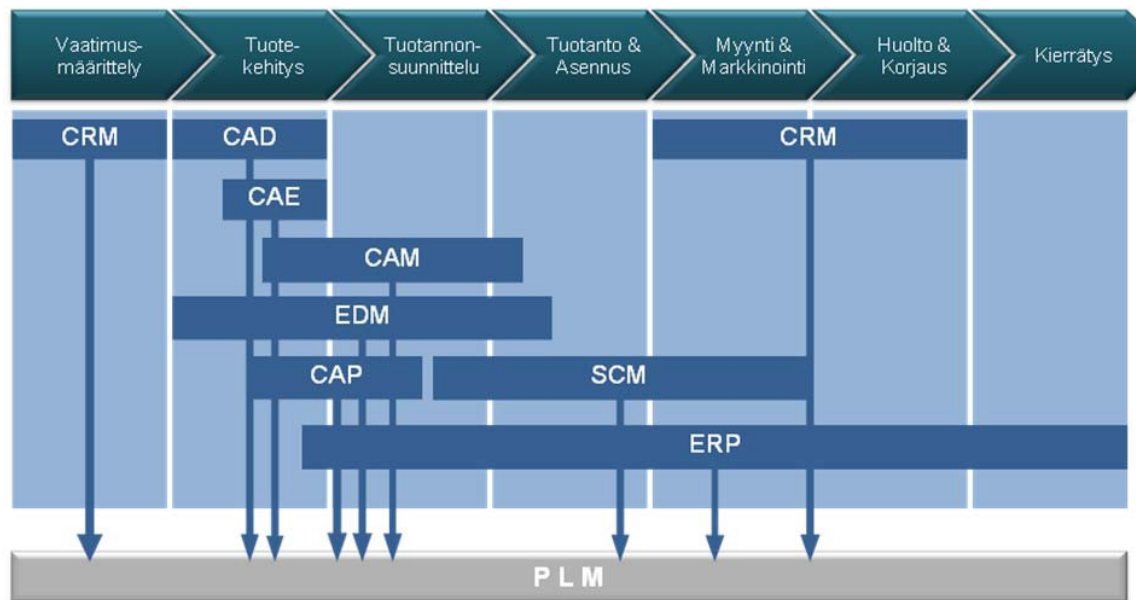 Vaatimus-
määrittely
Tuote-
kehitys
Tuotannon-
suunnittelu
Tuotanto &
Asennus
Myynti &
Markkinointi
Huolto &
Korjaus
Kierrätys
CRM
CAD
CRM
CAE
CAM
EDM
CAP
SCM
ERP
PLM